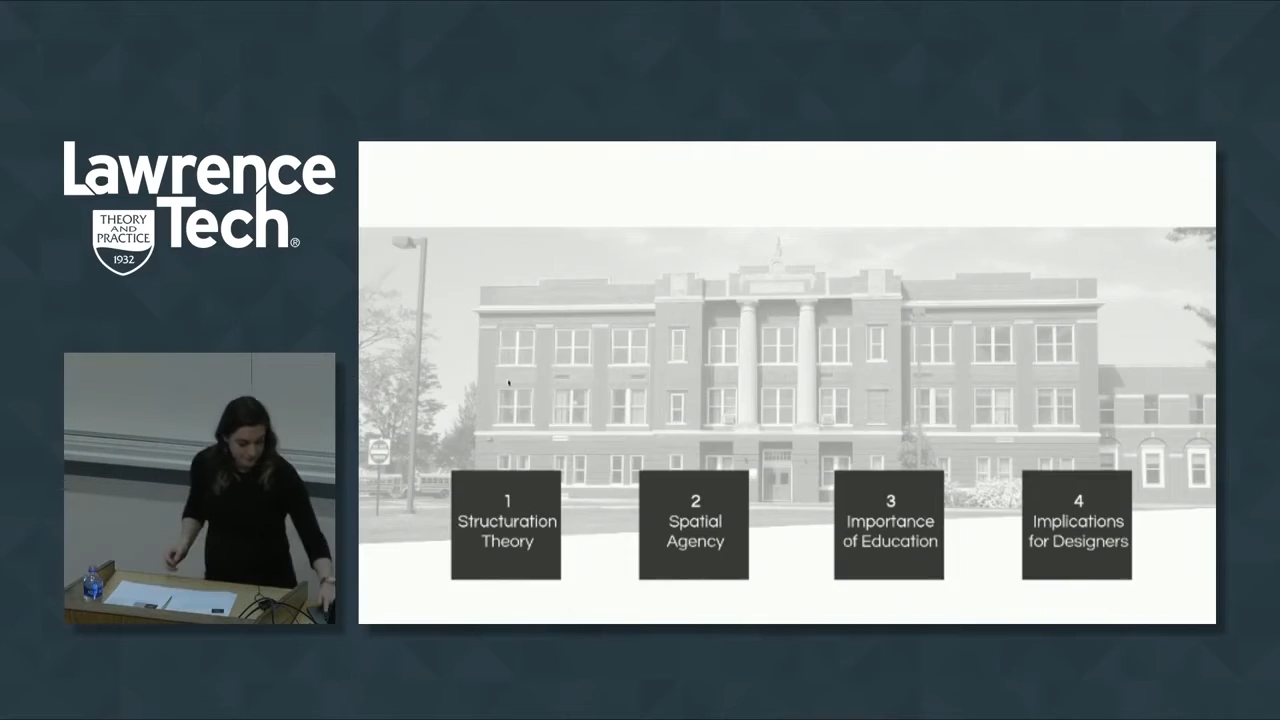 Lawrence
Tech®
THEORY
AND
PRACTICE
1932
1
Structuration
Theory
2
Spatial
Agency
3
Importance
of Education
4
Implications
for Designers